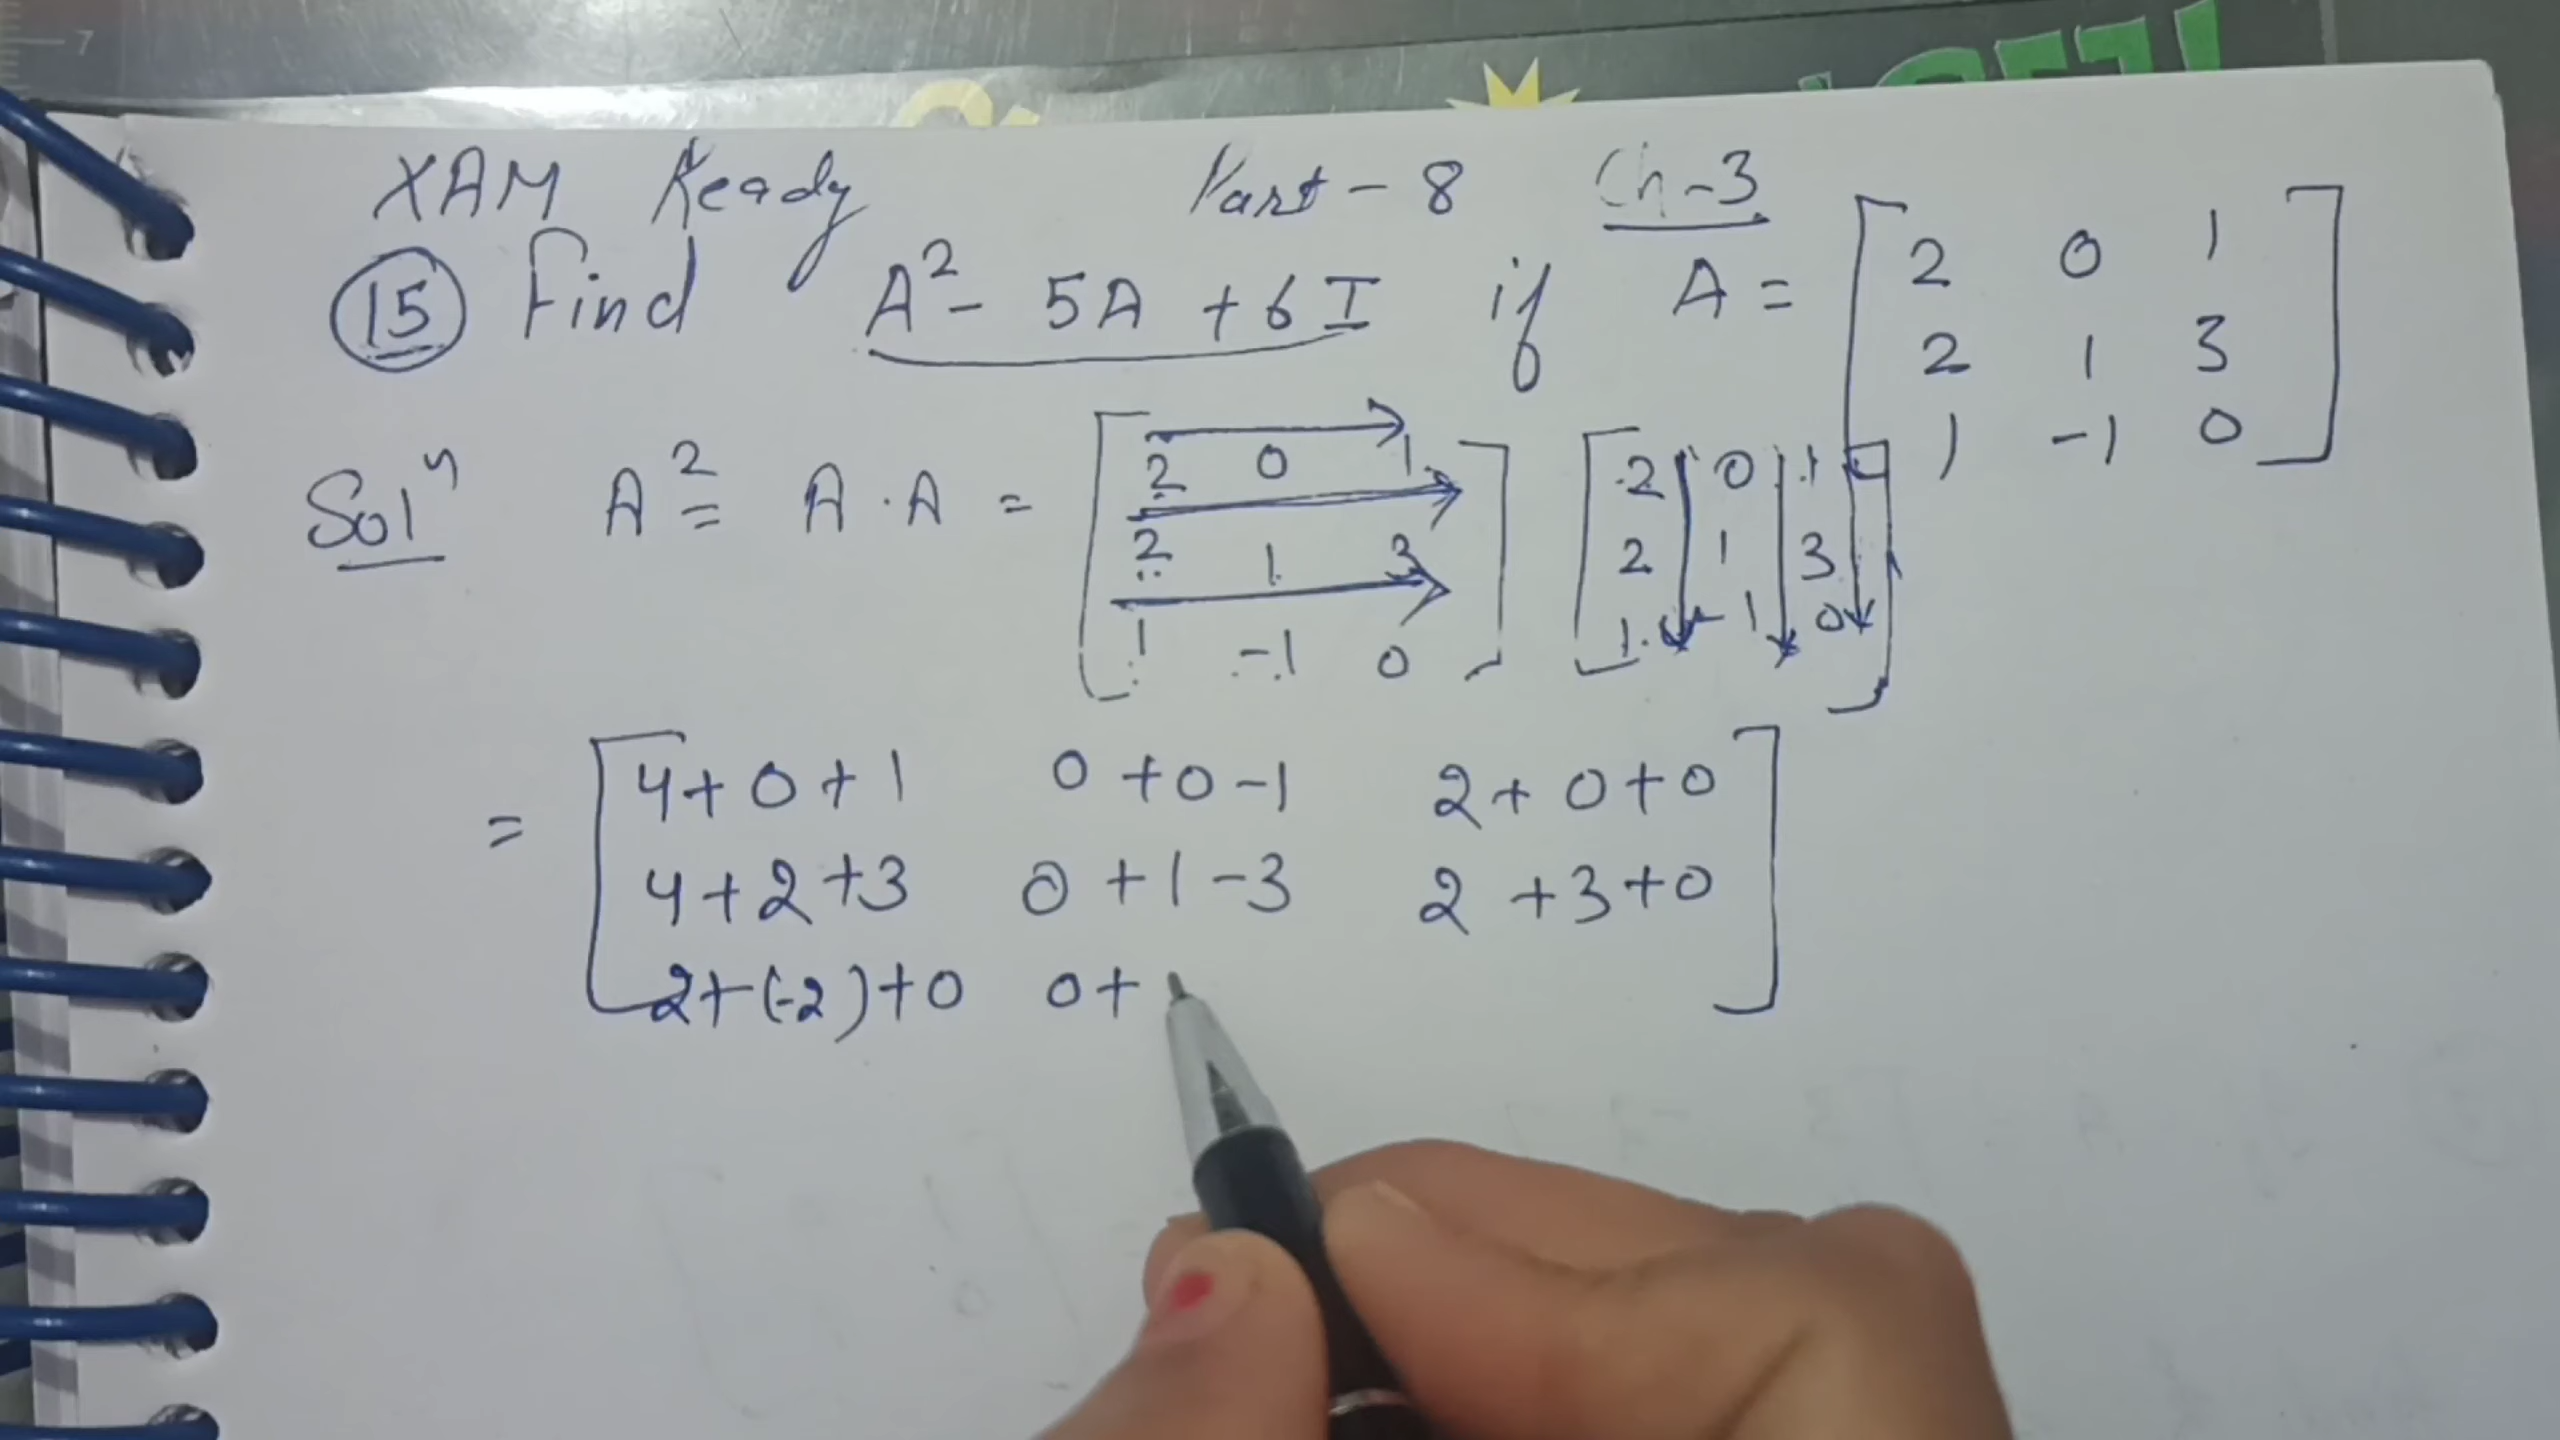 7
XAM Ready Part - 8 Ch-3
15 Find A² - 5A + 6I if A = [2 0 1
2 1 3
1 -1 0]
Solⁿ A² = A · A = [2 0 1
2 1 3
1 -1 0] [2 0 1
2 1 3
1 -1 0]
= [4+0+1 0+0-1 2+0+0
4+2+3 0+1-3 2+3+0
2+(-2)+0 0+ ]